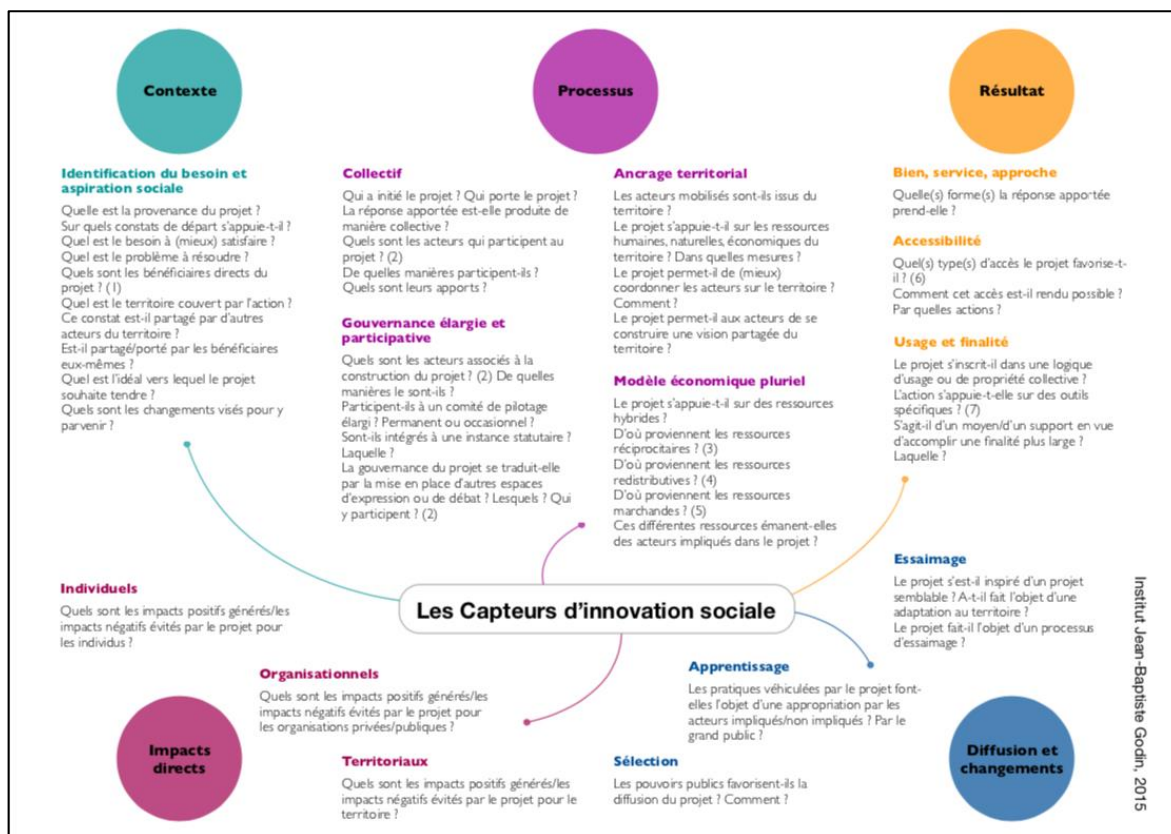 Contexte
Identification du besoin et
aspiration sociale
Quelle est la provenance du projet ?
Sur quels constats de départ s'appuie-t-il ?
Quel est le besoin à (mieux) satisfaire ?
Quel est le problème à résoudre ?
Quels sont les bénéficiaires directs du
projet ? (1)
Quel est le territoire couvert par l'action ?
Ce constat est-il partagé par d'autres
acteurs du territoire ?
Est-il partagé/porté par les bénéficiaires
eux-mêmes ?
Quel est l'idéal vers lequel le projet
souhaite tendre ?
Quels sont les changements visés pour y
parvenir ?
Processus
Collectif
Qui a initié le projet ? Qui porte le projet ?
La réponse apportée est-elle produite de
manière collective ?
Quels sont les acteurs qui participent au
projet ? (2)
De quelles manières participent-ils ?
Quels sont leurs apports ?
Gouvernance élargie et
participative
Quels sont les acteurs associés à la
construction du projet ? (2) De quelles
manières le sont-ils ?
Participent-ils à un comité de pilotage
élargi ? Permanent ou occasionnel ?
Sont-ils intégrés à une instance statutaire ?
Laquelle ?
La gouvernance du projet se traduit-elle
par la mise en place d'autres espaces
d'expression ou de débat ? Lesquels ? Qui
y participent ? (2)
Ancrage territorial
Les acteurs mobilisés sont-ils issus du
territoire ?
Le projet s'appuie-t-il sur les ressources
humaines, naturelles, économiques du
territoire ? Dans quelles mesures ?
Le projet permet-il de (mieux)
coordonner les acteurs sur le territoire ?
Comment ?
Le projet permet-il aux acteurs de se
construire une vision partagée du
territoire ?
Modèle économique pluriel
Le projet s'appuie-t-il sur des ressources
hybrides ?
D'où proviennent les ressources
réciprocitaires ? (3)
D'où proviennent les ressources
redistributives ? (4)
D'où proviennent les ressources
marchandes ? (5)
Ces différentes ressources émanent-elles
des acteurs impliqués dans le projet ?
Résultat
Bien, service, approche
Quelle(s) forme(s) la réponse apportée
prend-elle ?
Accessibilité
Quel(s) type(s) d'accès le projet favorise-t-
il ? (6)
Comment cet accès est-il rendu possible ?
Par quelles actions ?
Usage et finalité
Le projet s'inscrit-il dans une logique
d'usage ou de propriété collective ?
L'action s'appuie-t-elle sur des outils
spécifiques ? (7)
S'agit-il d'un moyen/d'un support en vue
d'accomplir une finalité plus large ?
Laquelle ?
Les Capteurs d'innovation sociale
Individuels
Quels sont les impacts positifs générés/les
impacts négatifs évités par le projet pour
les individus ?
Organisationnels
Quels sont les impacts positifs générés/les
impacts négatifs évités par le projet pour
les organisations privées/publiques ?
Territoriaux
Quels sont les impacts positifs générés/les
impacts négatifs évités par le projet pour le
territoire ?
Impacts
directs
Essaimage
Le projet s'est-il inspiré d'un projet
semblable ? A-t-il fait l'objet d'une
adaptation au territoire ?
Le projet fait-il l'objet d'un processus
d'essaimage ?
Apprentissage
Les pratiques véhiculées par le projet font-
elles l'objet d'une appropriation par les
acteurs impliqués/non impliqués ? Par le
grand public ?
Sélection
Les pouvoirs publics favorisent-ils la
diffusion du projet ? Comment ?
Diffusion et
changements
Institut Jean-Baptiste Godin, 2015